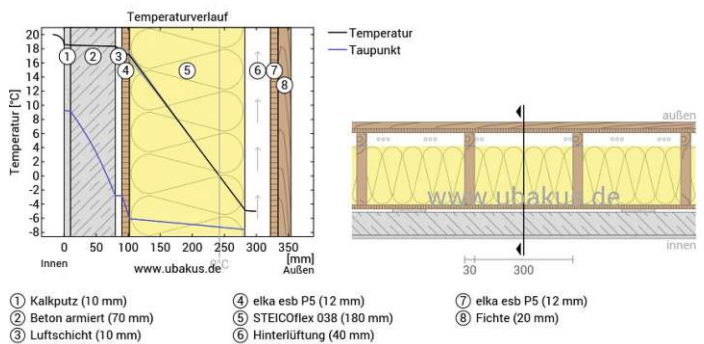 Temperaturverlauf
Temperatur
Taupunkt
Temperatur [°C]
20
18
16
14
12
10
8
6
4
2
0
-2
-4
-6
-8
1
2
3
4
5
6
7
8
0 50 100 150 200 250 300 350
[mm]
Innen
www.ubakus.de
0°C
Außen
außen
www.ubakus.de
innen
30 300
1 Kalkputz (10 mm)
2 Beton armiert (70 mm)
3 Luftschicht (10 mm)
4 elka esb P5 (12 mm)
5 STEICOflex 038 (180 mm)
6 Hinterlüftung (40 mm)
7 elka esb P5 (12 mm)
8 Fichte (20 mm)